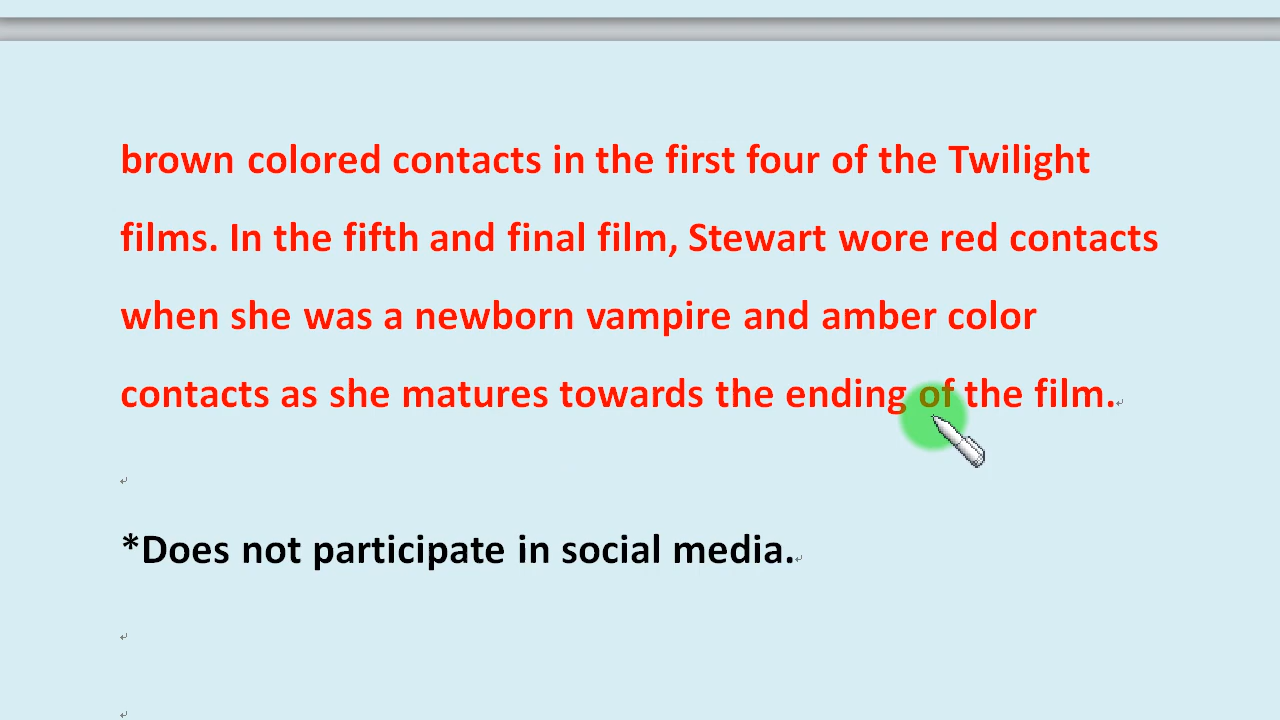 brown colored contacts in the first four of the Twilight
films. In the fifth and final film, Stewart wore red contacts
when she was a newborn vampire and amber color
contacts as she matures towards the ending of the film.
*Does not participate in social media.